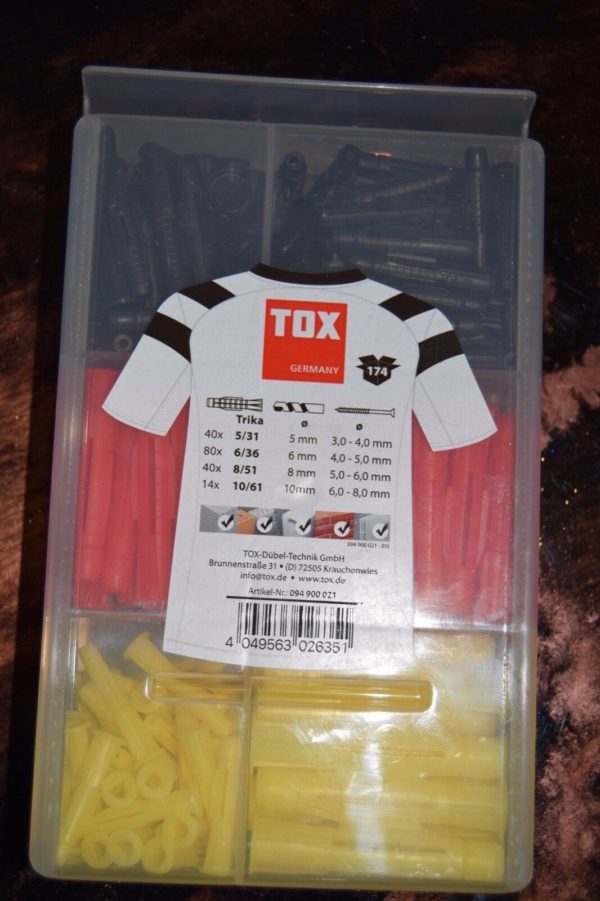 TOX
GERMANY
174
Trika ø ø
40x 5/31 5 mm 3,0 - 4,0 mm
80x 6/36 6 mm 4,0 - 5,0 mm
40x 8/51 8 mm 5,0 - 6,0 mm
14x 10/61 10mm 6,0 - 8,0 mm
TOX-Dübel-Technik GmbH
Brunnenstraße 31 • (D) 72505 Krauchenwies
info@tox.de • www.tox.de
Artikel-Nr.: 094 900 021
4 049563 026351